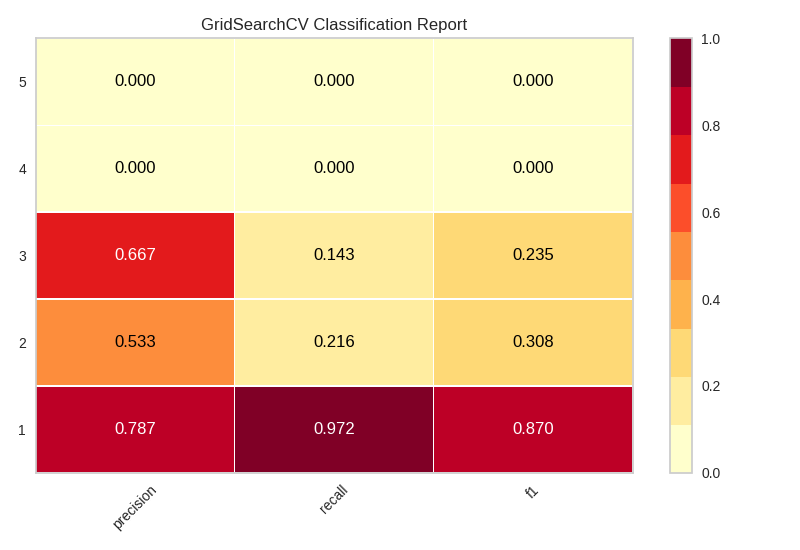 GridSearchCV Classification Report
5 0.000 0.000 0.000
4 0.000 0.000 0.000
3 0.667 0.143 0.235
2 0.533 0.216 0.308
1 0.787 0.972 0.870
precision recall f1
1.0
0.8
0.6
0.4
0.2
0.0